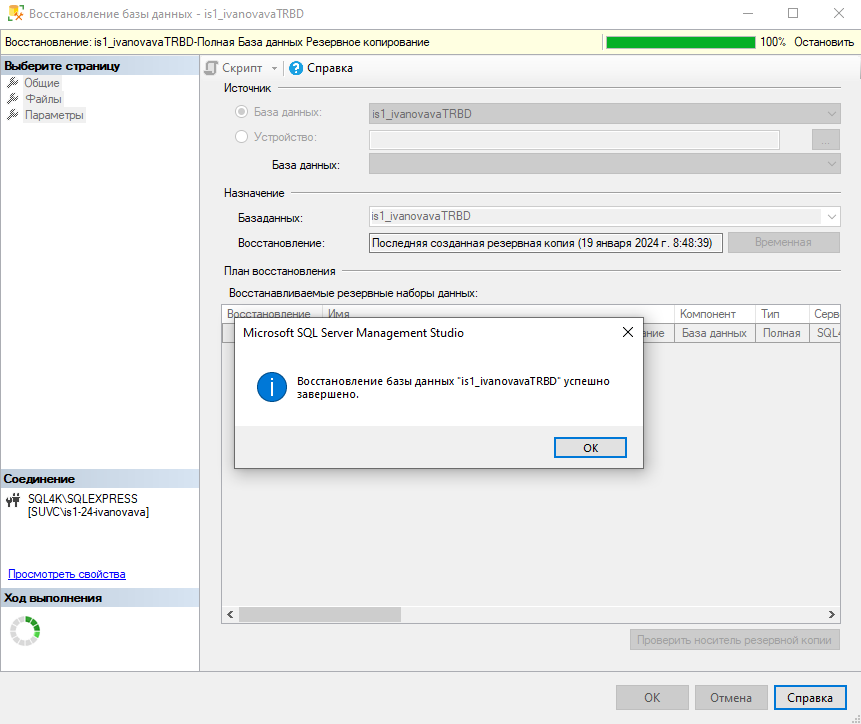 Восстановление базы данных - is1_ivanovavaTRBD
Восстановление: is1_ivanovavaTRBD-Полная База данных Резервное копирование
100% Остановить
Выберите страницу
Общие
Файлы
Параметры
Скрипт
Справка
Источник
База данных: is1_ivanovavaTRBD
Устройство: ...
База данных:
Назначение
Базаданных: is1_ivanovavaTRBD
Восстановление: Последняя созданная резервная копия (19 января 2024 г. 8:48:39) Временная
План восстановления
Восстанавливаемые резервные наборы данных:
Восстановление Имя Компонент Тип Серв
ание База данных Полная SQL4
Microsoft SQL Server Management Studio
Восстановление базы данных "is1_ivanovavaTRBD" успешно
завершено.
OK
Соединение
SQL4K\SQLEXPRESS
[SUVC\is1-24-ivanovava]
Просмотреть свойства
Ход выполнения
Проверить носитель резервной копии
OK Отмена Справка